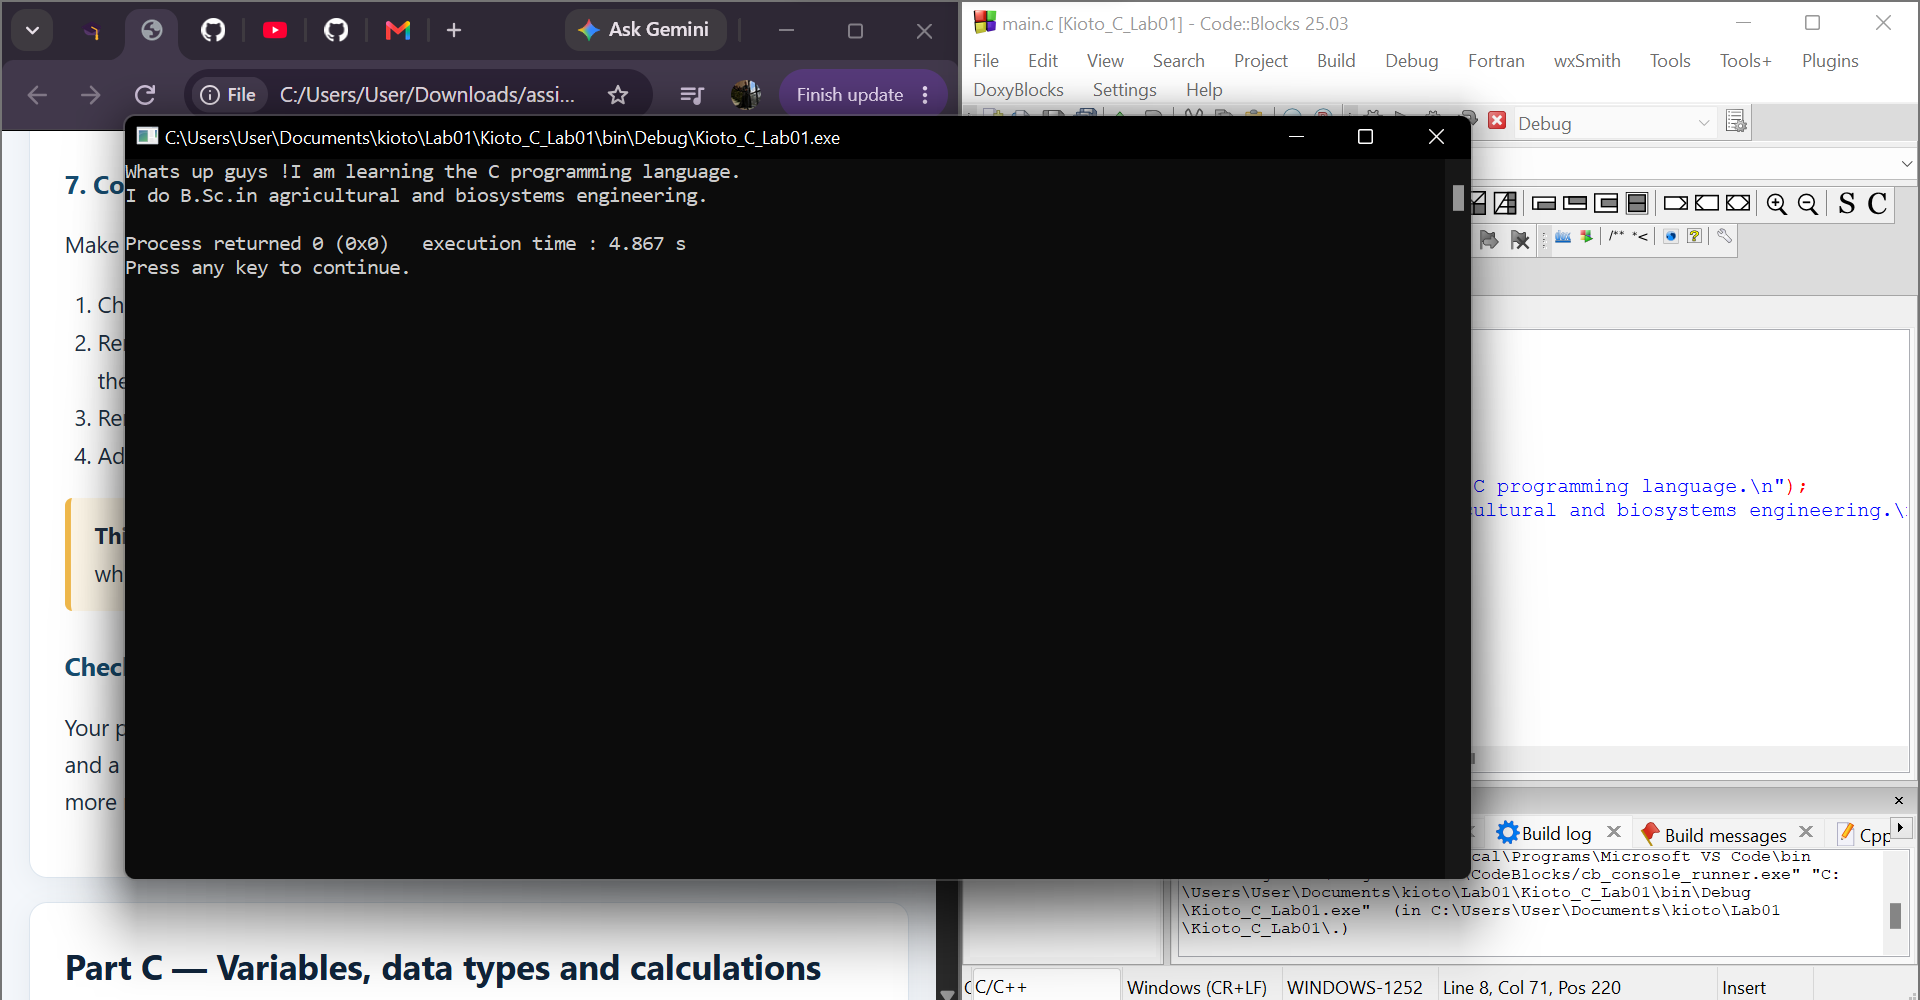 Ask Gemini
File
C:/Users/User/Downloads/assi...
Finish update
7. Co
Make
1. Ch
2. Re
the
3. Re
4. Ad
Thi
wh
Chec
Your p
and a
more
Part C — Variables, data types and calculations
C:\Users\User\Documents\kioto\Lab01\Kioto_C_Lab01\bin\Debug\Kioto_C_Lab01.exe
Whats up guys !I am learning the C programming language.
I do B.Sc.in agricultural and biosystems engineering.
Process returned 0 (0x0)   execution time : 4.867 s
Press any key to continue.
main.c [Kioto_C_Lab01] - Code::Blocks 25.03
File Edit View Search Project Build Debug Fortran wxSmith Tools Tools+ Plugins
DoxyBlocks Settings Help
Debug
S C
/** *<
C programming language.\n");
ultural and biosystems engineering.\
Build log
Build messages
Cpp
cal\Programs\Microsoft VS Code\bin
\CodeBlocks/cb_console_runner.exe" "C:
\Users\User\Documents\kioto\Lab01\Kioto_C_Lab01\bin\Debug
\Kioto_C_Lab01.exe"  (in C:\Users\User\Documents\kioto\Lab01
\Kioto_C_Lab01\.)
C/C++
Windows (CR+LF)
WINDOWS-1252
Line 8, Col 71, Pos 220
Insert